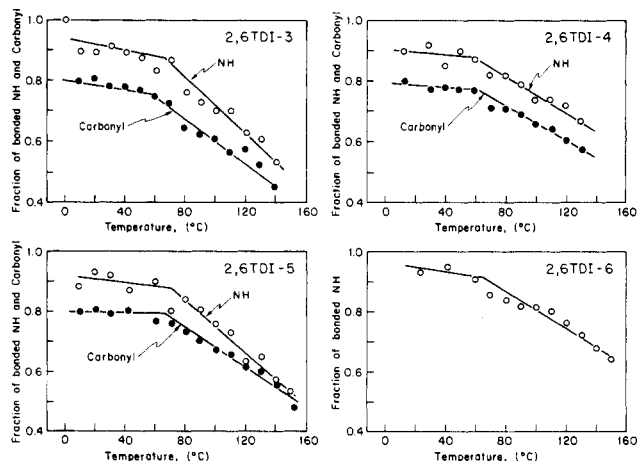 Fraction of bonded NH and Carbonyl
1.0
0.8
0.6
0.4
2,6TDI-3
NH
Carbonyl
0 40 80 120 160
Temperature, (°C)
Fraction of bonded NH and Carbonyl
1.0
0.8
0.6
0.4
2,6TDI-4
NH
Carbonyl
0 40 80 120 160
Temperature, (°C)
Fraction of bonded NH and Carbonyl
1.0
0.8
0.6
0.4
2,6TDI-5
NH
Carbonyl
0 40 80 120 160
Temperature, (°C)
Fraction of bonded NH and Carbonyl
1.0
0.8
0.6
0.4
2,6TDI-6
0 40 80 120 160
Temperature, (°C)